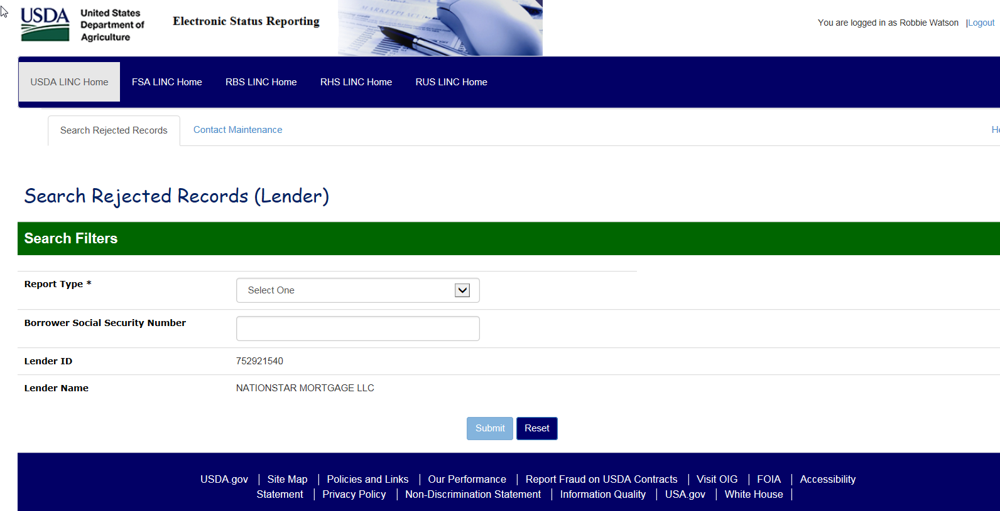 USDA
United States
Department of
Agriculture
Electronic Status Reporting
MARKETPLACE
You are logged in as Robbie Watson |Logout
USDA LINC Home FSA LINC Home RBS LINC Home RHS LINC Home RUS LINC Home
Search Rejected Records Contact Maintenance
Search Rejected Records (Lender)
Search Filters
Report Type * Select One
Borrower Social Security Number
Lender ID 752921540
Lender Name NATIONSTAR MORTGAGE LLC
Submit Reset
USDA.gov | Site Map | Policies and Links | Our Performance | Report Fraud on USDA Contracts | Visit OIG | FOIA | Accessibility
Statement | Privacy Policy | Non-Discrimination Statement | Information Quality | USA.gov | White House |